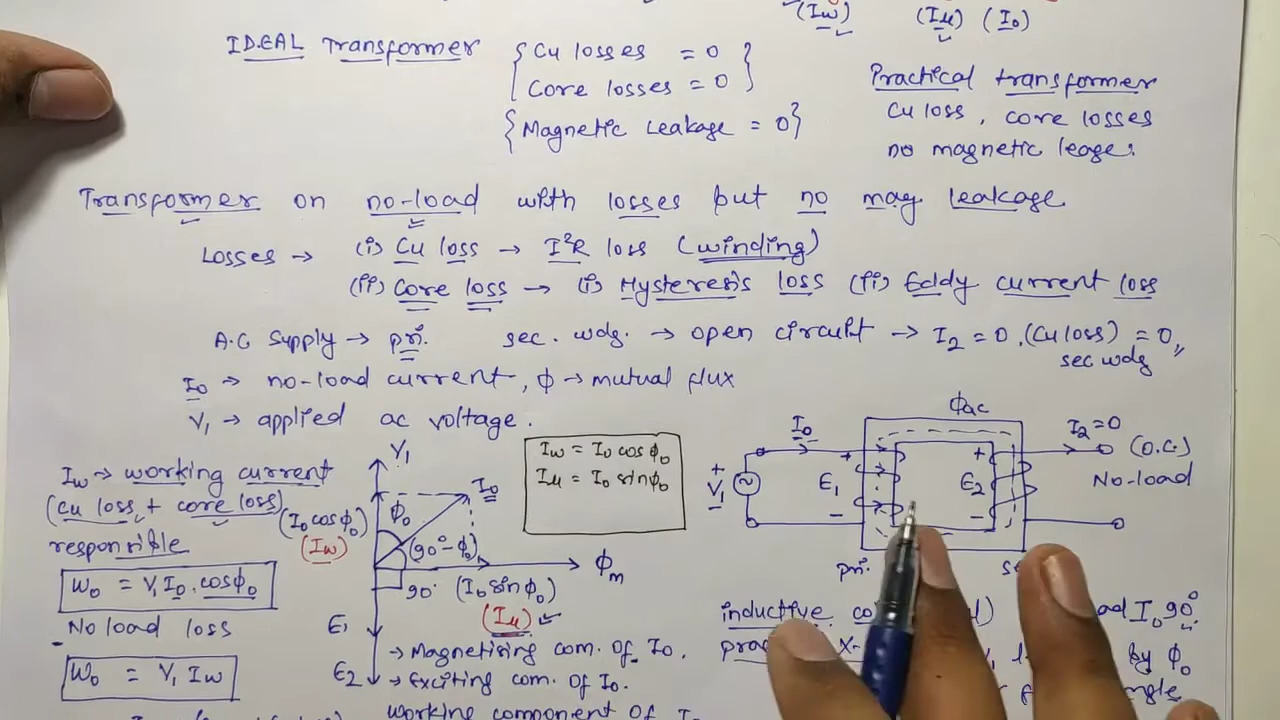 (Iw) (Iμ) (I₀)
IDEAL Transformer { Cu losses = 0
Core losses = 0 }
{Magnetic Leakage = 0}
Practical transformer
Cu loss, core losses
no magnetic leage.
Transformer on no-load with losses but no mag leakage
Losses → (i) Cu loss → I²R loss (winding)
(ii) Core loss → (i) Hysteresis loss (ii) Eddy current loss
A.C Supply → pri. sec. wdg. → open circuit → I₂ = 0. (Cu loss) = 0,,
sec wdg
I₀ → no-load current, ϕ → mutual flux
V₁ → applied ac voltage.
Iw → working current
(cu loss + core loss)
responsible
W₀ = V₁ I₀ . cosϕ₀
No load loss
W₀ = V₁ Iw
V₁
I₀
ϕ₀
(I₀ cosϕ₀)
(Iw)
(90° - ϕ₀)
ϕm
90° (I₀ sinϕ₀)
(Iμ)
E₁
E₂
→ Magnetising com. of I₀.
→ Exciting com. of I₀.
working component of
Iw = I₀ cosϕ₀
Iμ = I₀ sinϕ₀
ϕac
I₀
I₂ = 0
(O.C.)
No-load
+ V₁ -
+ E₁ -
+ E₂ -
pri.
inductive I₀ 90°
by ϕ₀